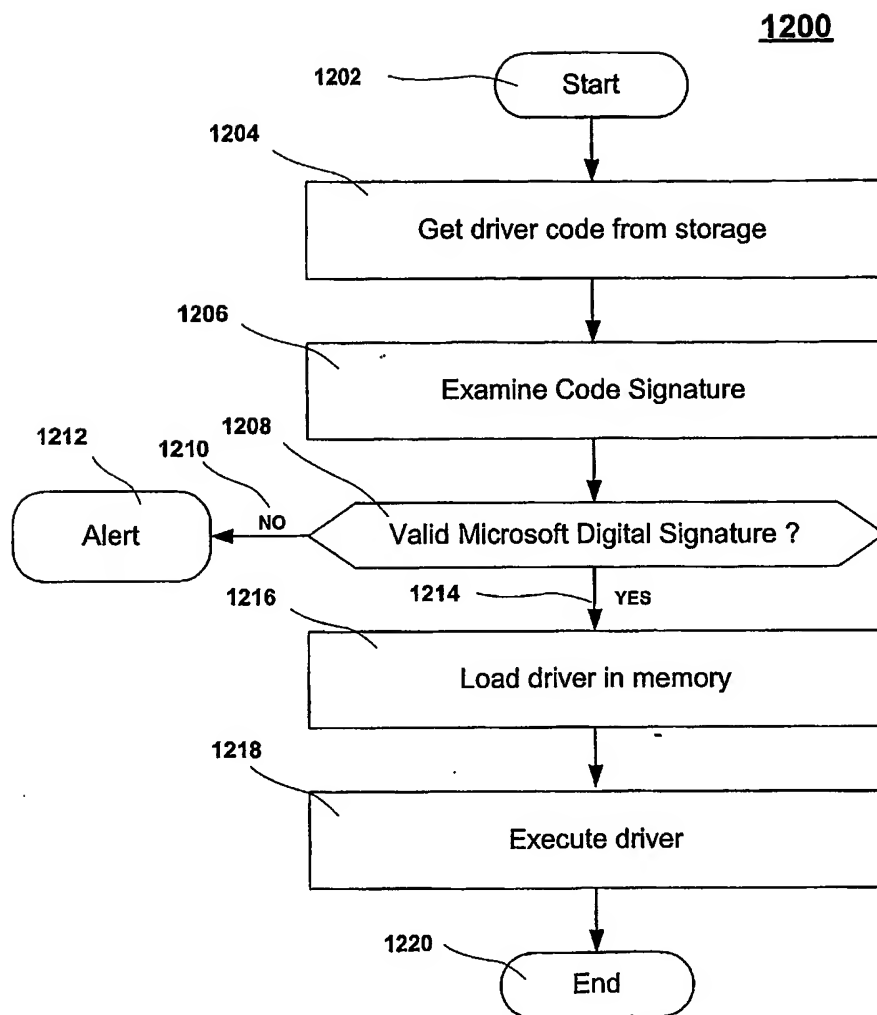 1200
1202
Start
1204
Get driver code from storage
1206
Examine Code Signature
1212
1210
1208
Alert
NO
Valid Microsoft Digital Signature ?
1214
YES
1216
Load driver in memory
1218
Execute driver
1220
End